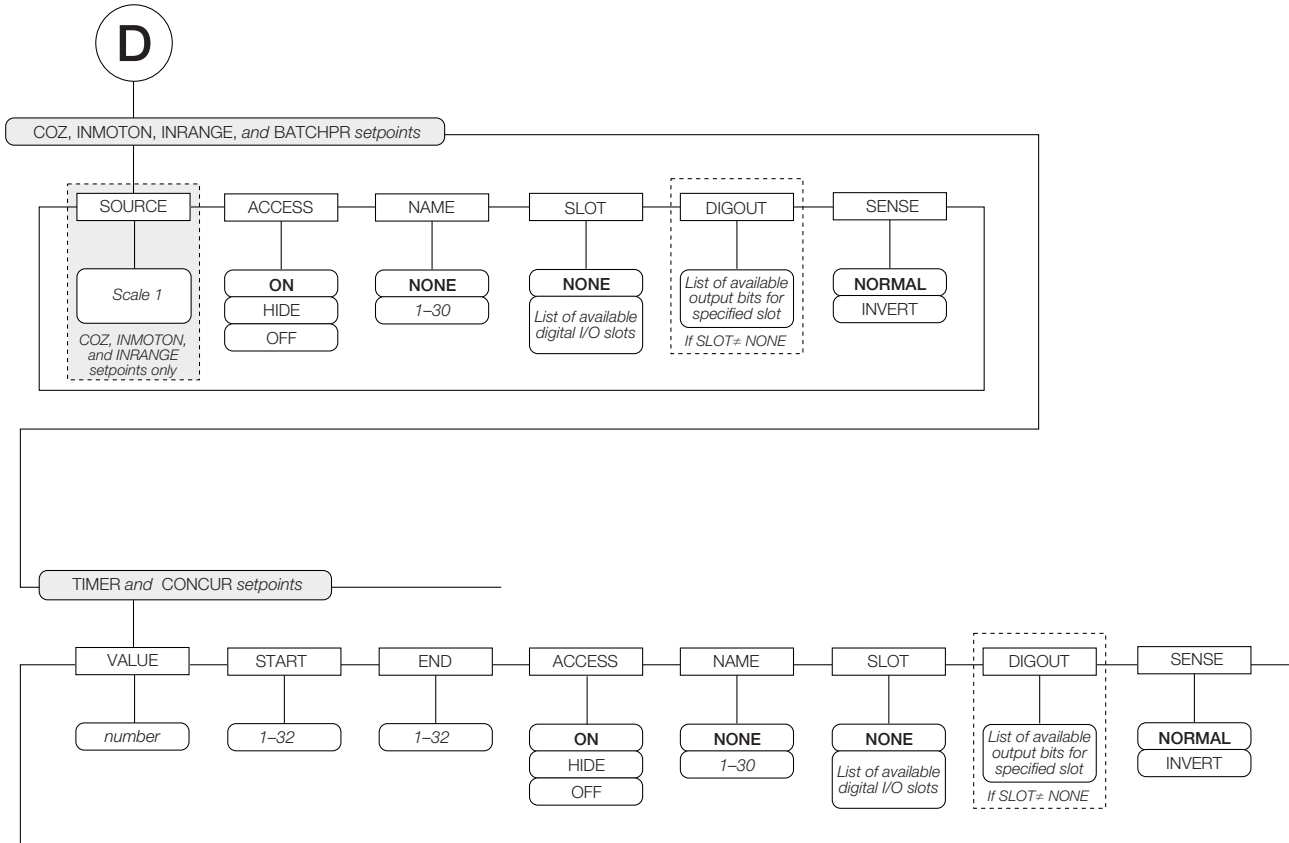 D
COZ, INMOTON, INRANGE, and BATCHPR setpoints
SOURCE
ACCESS
NAME
SLOT
DIGOUT
SENSE
Scale 1
COZ, INMOTON,
and INRANGE
setpoints only
ON
HIDE
OFF
NONE
1–30
NONE
List of available
digital I/O slots
List of available
output bits for
specified slot
If SLOT≠ NONE
NORMAL
INVERT
TIMER and CONCUR setpoints
VALUE
START
END
ACCESS
NAME
SLOT
DIGOUT
SENSE
number
1–32
1–32
ON
HIDE
OFF
NONE
1–30
NONE
List of available
digital I/O slots
List of available
output bits for
specified slot
If SLOT≠ NONE
NORMAL
INVERT